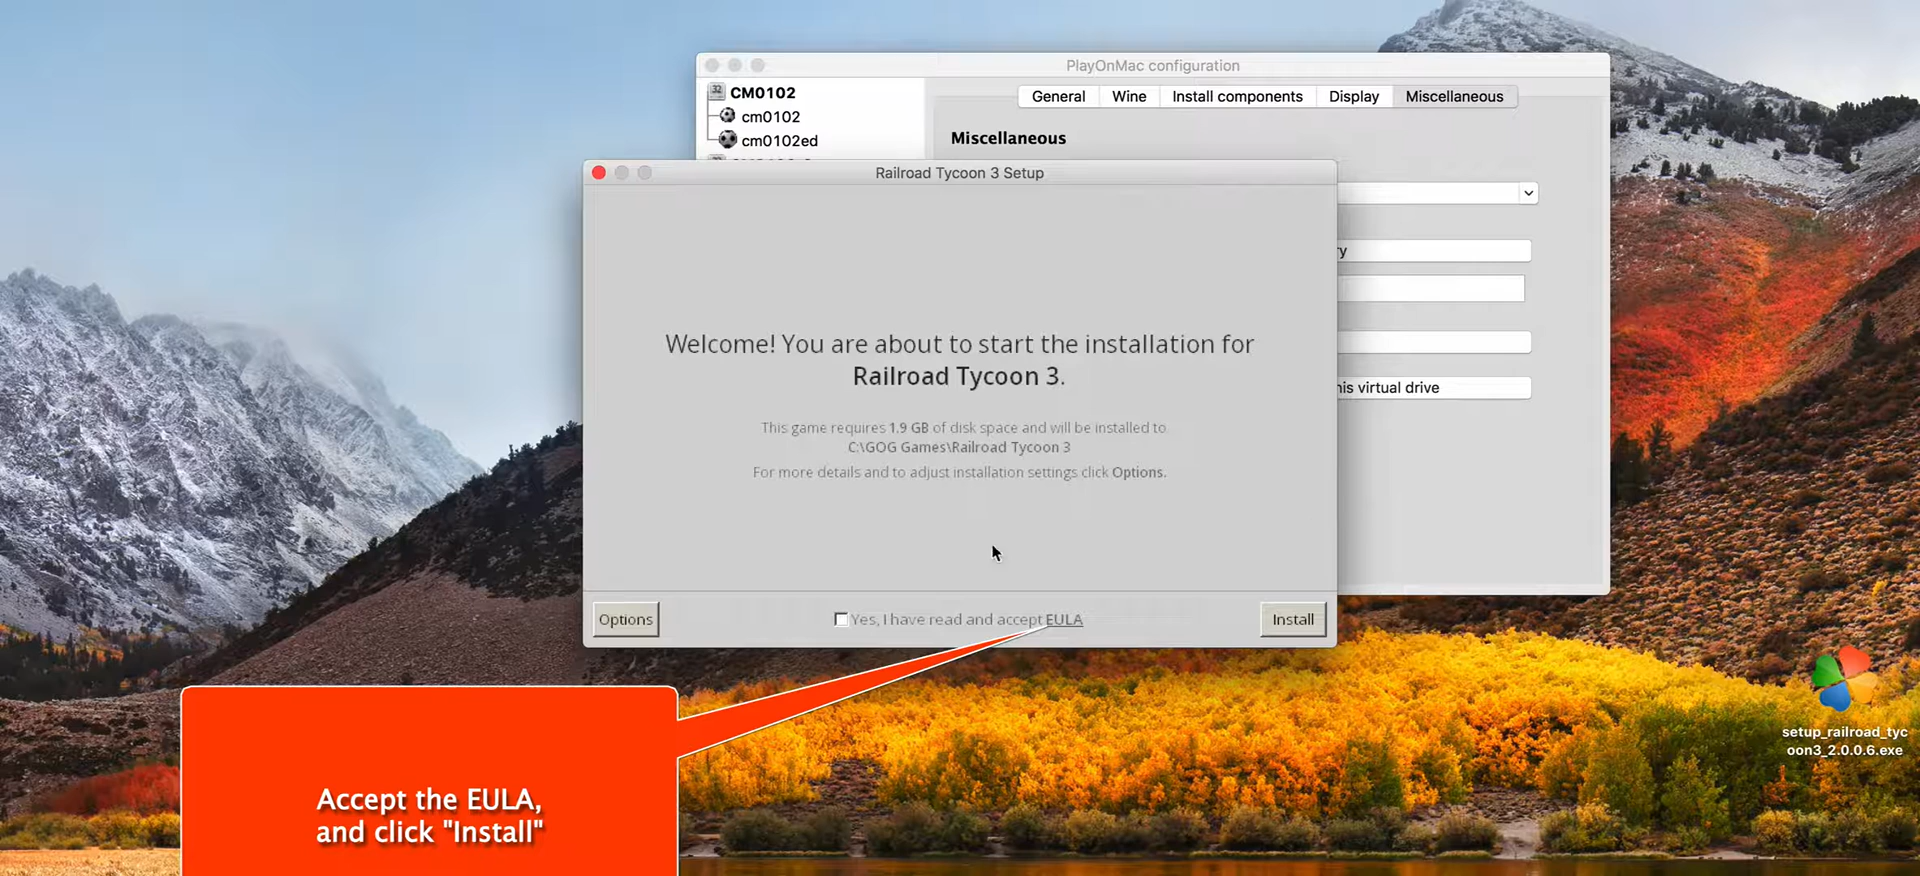 PlayOnMac configuration
CM0102
cm0102
cm0102ed
General
Wine
Install components
Display
Miscellaneous
Miscellaneous
Railroad Tycoon 3 Setup
Welcome! You are about to start the installation for
Railroad Tycoon 3.
This game requires 1.9 GB of disk space and will be installed to
C:\GOG Games\Railroad Tycoon 3
For more details and to adjust installation settings click Options.
his virtual drive
Options
Yes, I have read and accept EULA
Install
setup_railroad_tyc
oon3_2.0.0.6.exe
Accept the EULA,
and click "Install"